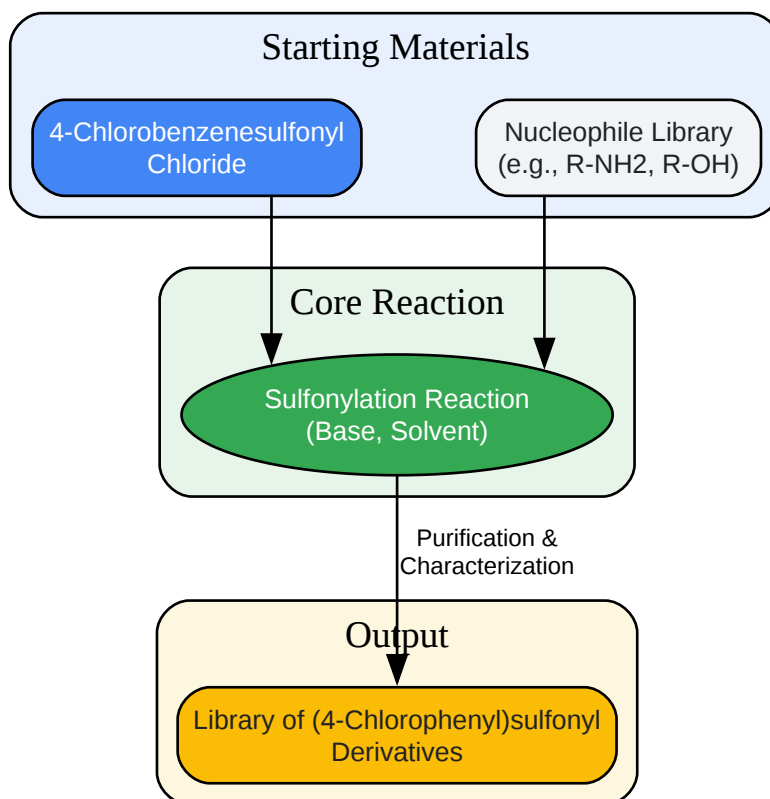 Starting Materials
4-Chlorobenzenesulfonyl
Chloride
Nucleophile Library
(e.g., R-NH2, R-OH)
Core Reaction
Sulfonylation Reaction
(Base, Solvent)
Purification &
Characterization
Output
Library of (4-Chlorophenyl)sulfonyl
Derivatives